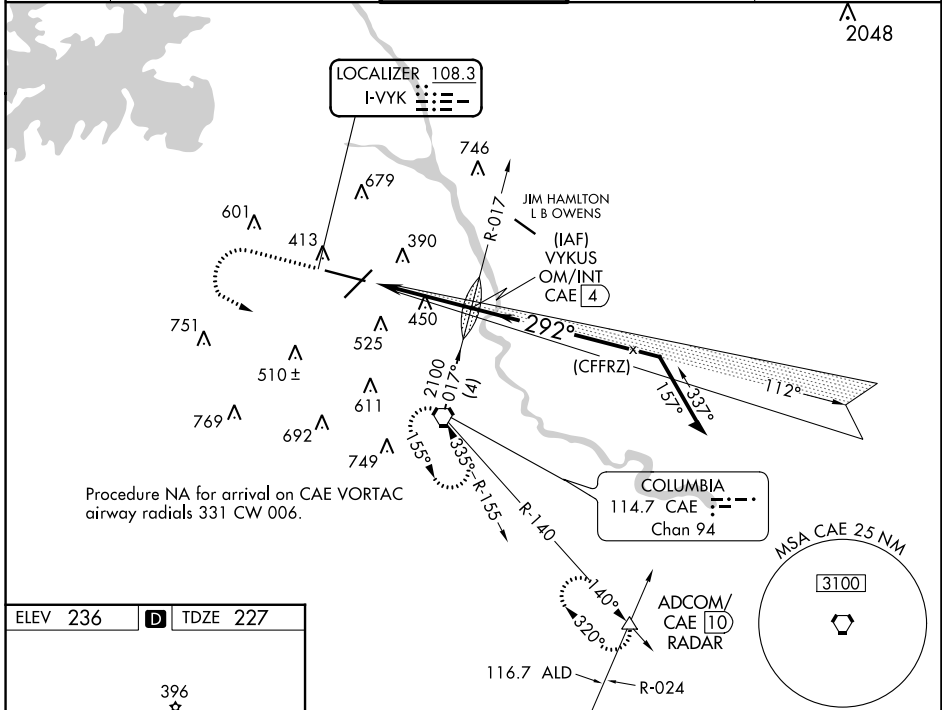 2048
LOCALIZER 108.3
I-VYK
746
679
JIM HAMLTON
L B OWENS
R-017
601
(IAF)
VYKUS
OM/INT
CAE 4
413
390
450
292°
751
525
(CFFRZ)
510 ±
2100
017°
(4)
112°
157°
337°
611
769
692
749
155°
335°
R-155
R-140
COLUMBIA
114.7 CAE
Chan 94
Procedure NA for arrival on CAE VORTAC
airway radials 331 CW 006.
MSA CAE 25 NM
3100
140°
320°
ADCOM/
CAE 10
RADAR
ELEV 236 D TDZE 227
116.7 ALD
R-024
396